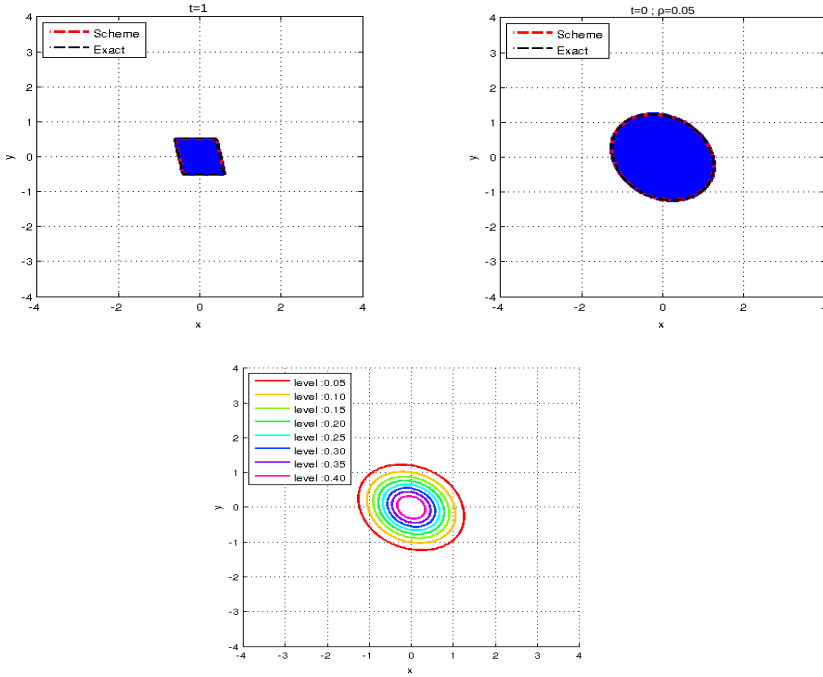 t=1
Scheme
Exact
4
3
2
1
0
-1
-2
-3
-4
y
-4
-2
0
2
4
x
t=0 ; ρ=0.05
Scheme
Exact
4
3
2
1
0
-1
-2
-3
-4
y
-4
-2
0
2
4
x
level :0.05
level :0.10
level :0.15
level :0.20
level :0.25
level :0.30
level :0.35
level :0.40
4
3
2
1
0
-1
-2
-3
-4
y
-4
-3
-2
-1
0
1
2
3
4
x